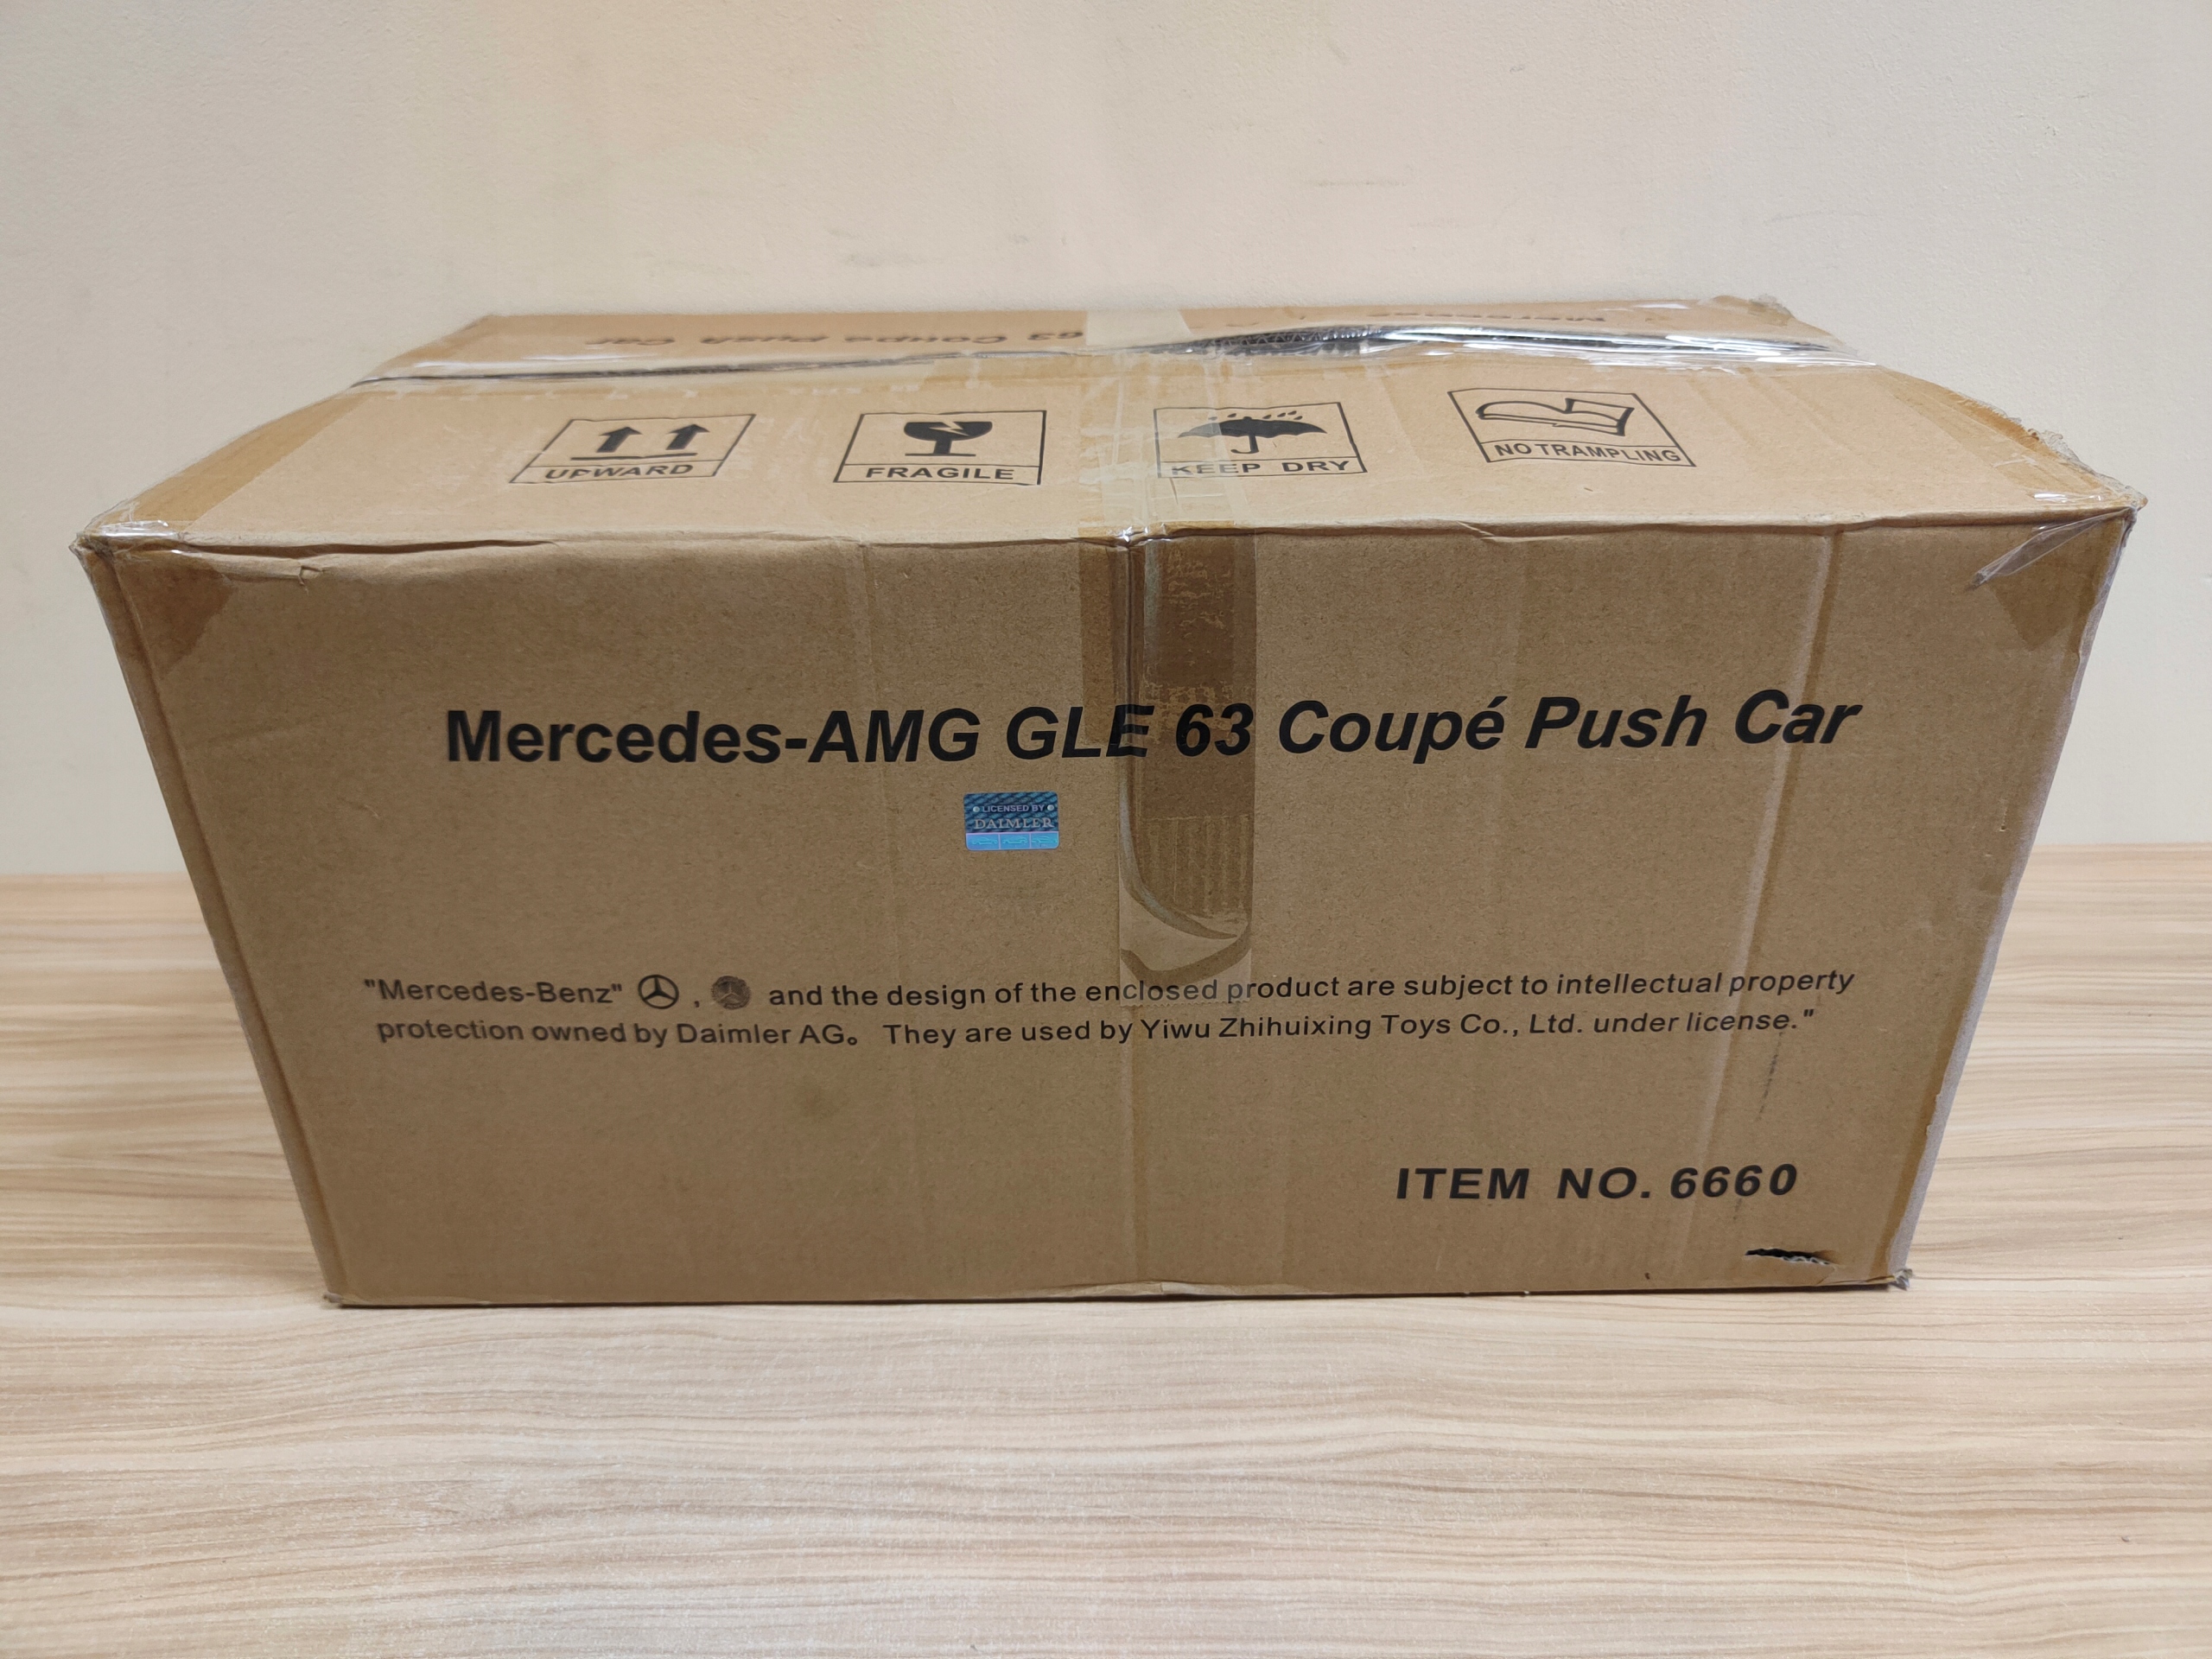 63 Coupé Push Car
Mercedes
UPWARD
FRAGILE
KEEP DRY
NO TRAMPLING
Mercedes-AMG GLE 63 Coupé Push Car
LICENSED BY
DAIMLER
"Mercedes-Benz" , and the design of the enclosed product are subject to intellectual property
protection owned by Daimler AG。 They are used by Yiwu Zhihuixing Toys Co., Ltd. under license."
ITEM NO. 6660